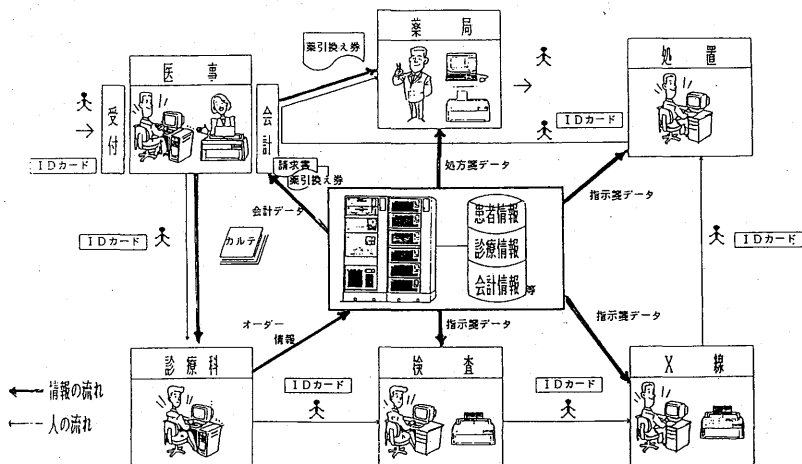 薬局
薬引換え券
医事
処置
受付
会計
IDカード
IDカード
請求書
薬引換え券
処方箋データ
指示箋データ
会計データ
患者情報
診療情報
会計情報等
IDカード
カルテ
IDカード
オーダー
情報
指示箋データ
指示箋データ
診療科
検査
X線
IDカード
IDカード
情報の流れ
人の流れ